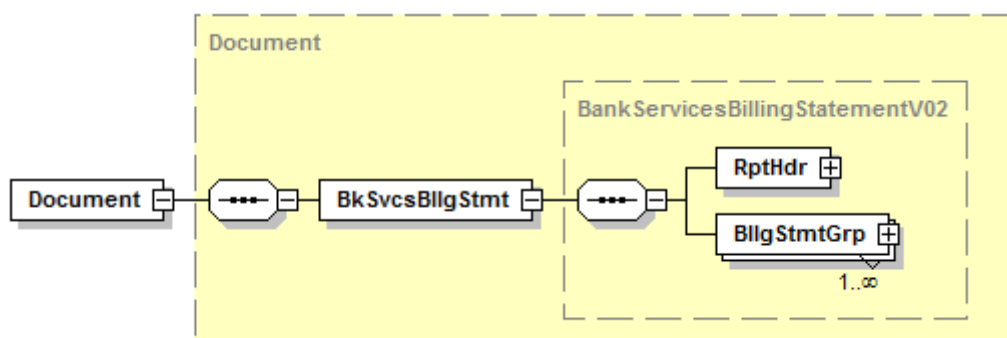 Document
BankServicesBillingStatementV02
RptHdr
Document
BkSvcsBllgStmt
BllgStmtGrp
1..∞